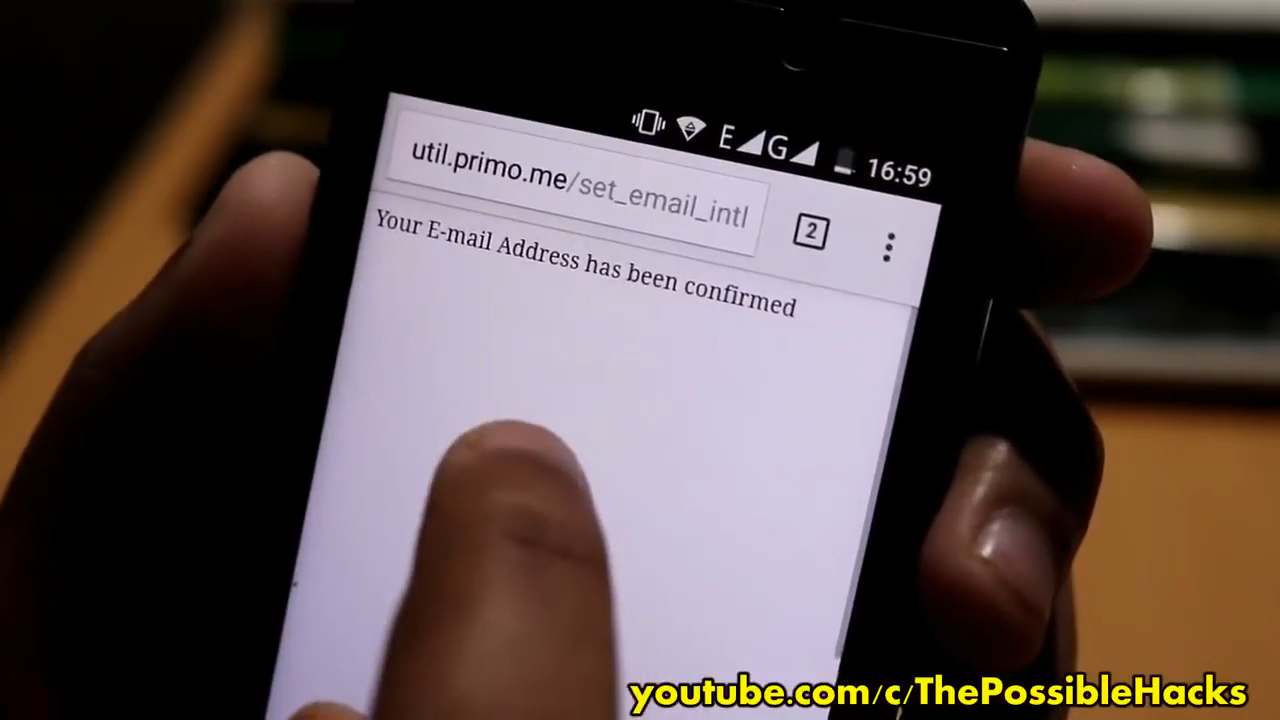 E G 16:59
util.primo.me/set_email_intl
2
Your E-mail Address has been confirmed
youtube.com/c/ThePossibleHacks